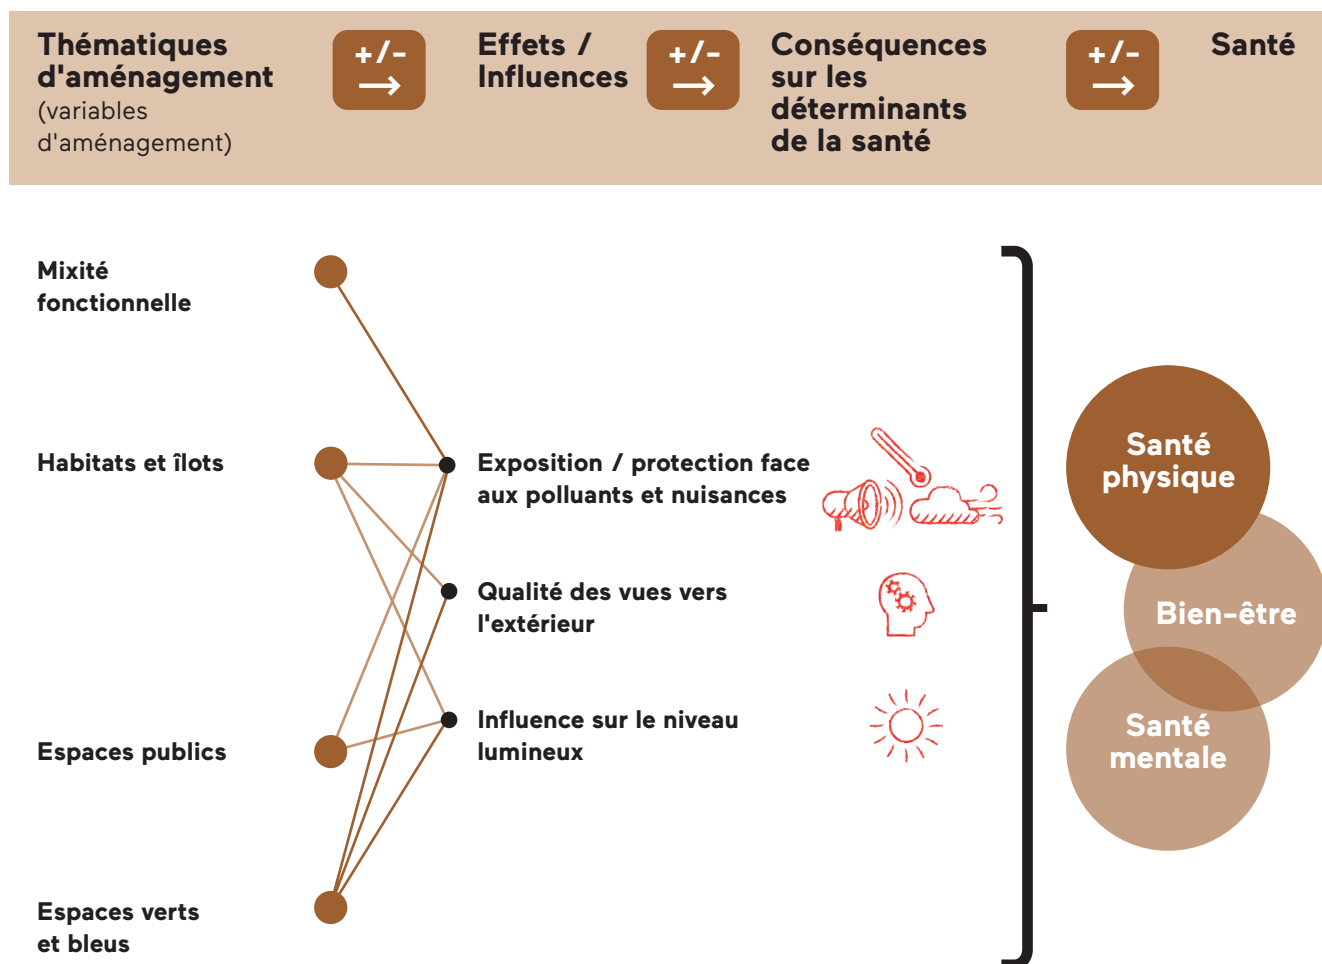 Thématiques
d'aménagement
(variables
d'aménagement)
+/-
→
Effets /
Influences
+/-
→
Conséquences
sur les
déterminants
de la santé
+/-
→
Santé
Mixité
fonctionnelle
Habitats et îlots
Espaces publics
Espaces verts
et bleus
Exposition / protection face
aux polluants et nuisances
Qualité des vues vers
l'extérieur
Influence sur le niveau
lumineux
Santé
physique
Bien-être
Santé
mentale